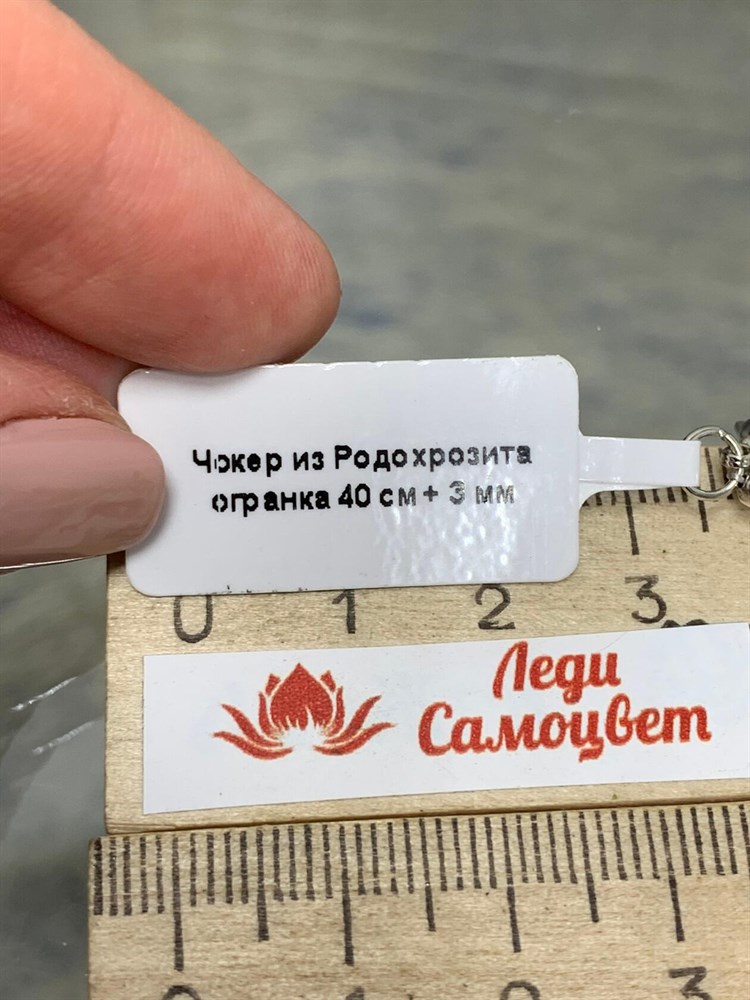 Чокер из Родохрозита
огранка 40 см + 3 мм
0 1 2 3
Леди
Самоцвет